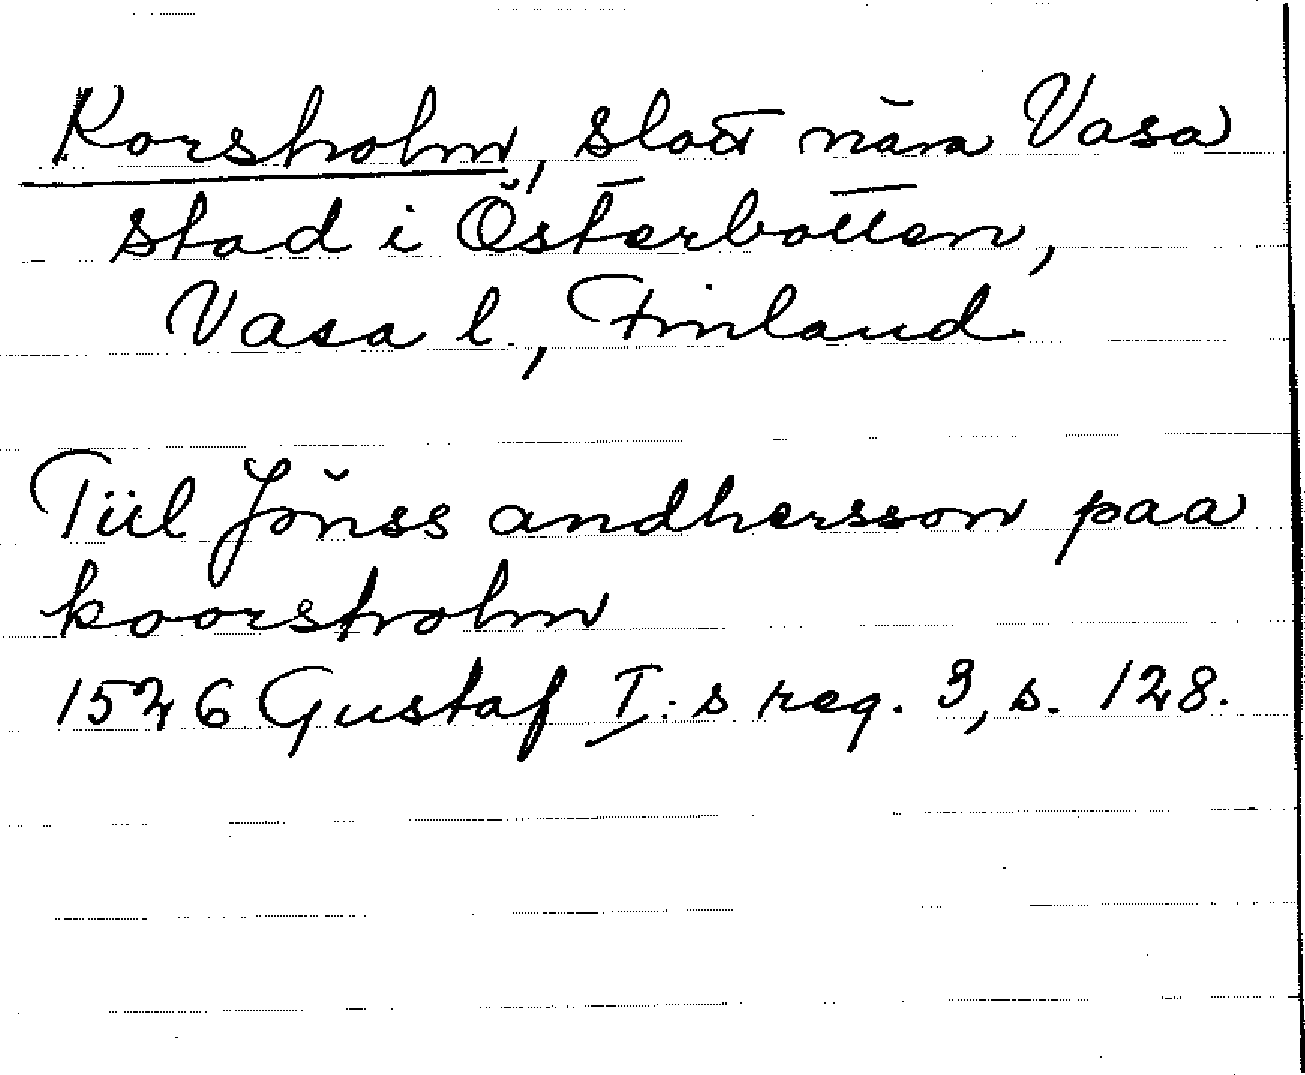 Korsholm, slott nära Vasa
stad i Österbotten,
Vasa l., Finland
Tiil Jönss andhersson paa
koorsholm
1526 Gustaf I:s reg. 3, s. 128.